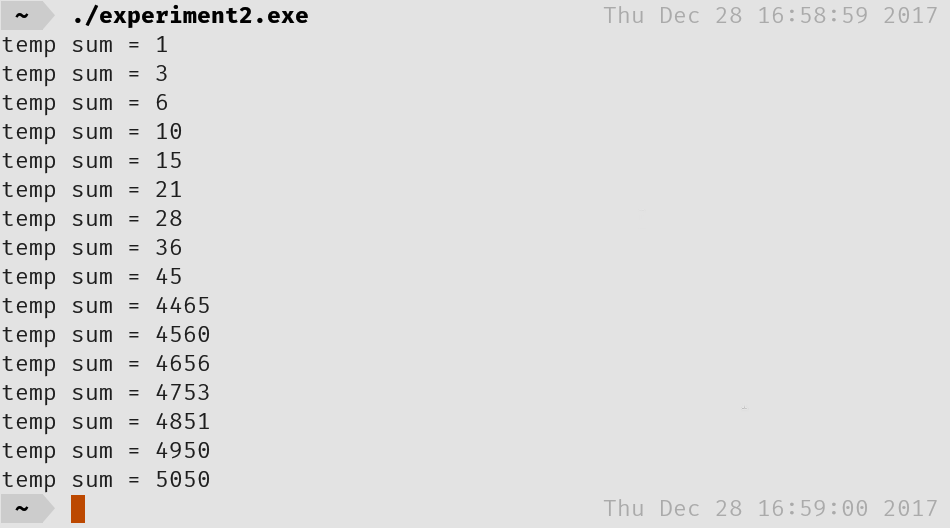 ~ ./experiment2.exe Thu Dec 28 16:58:59 2017
temp sum = 1
temp sum = 3
temp sum = 6
temp sum = 10
temp sum = 15
temp sum = 21
temp sum = 28
temp sum = 36
temp sum = 45
temp sum = 4465
temp sum = 4560
temp sum = 4656
temp sum = 4753
temp sum = 4851
temp sum = 4950
temp sum = 5050
~ Thu Dec 28 16:59:00 2017